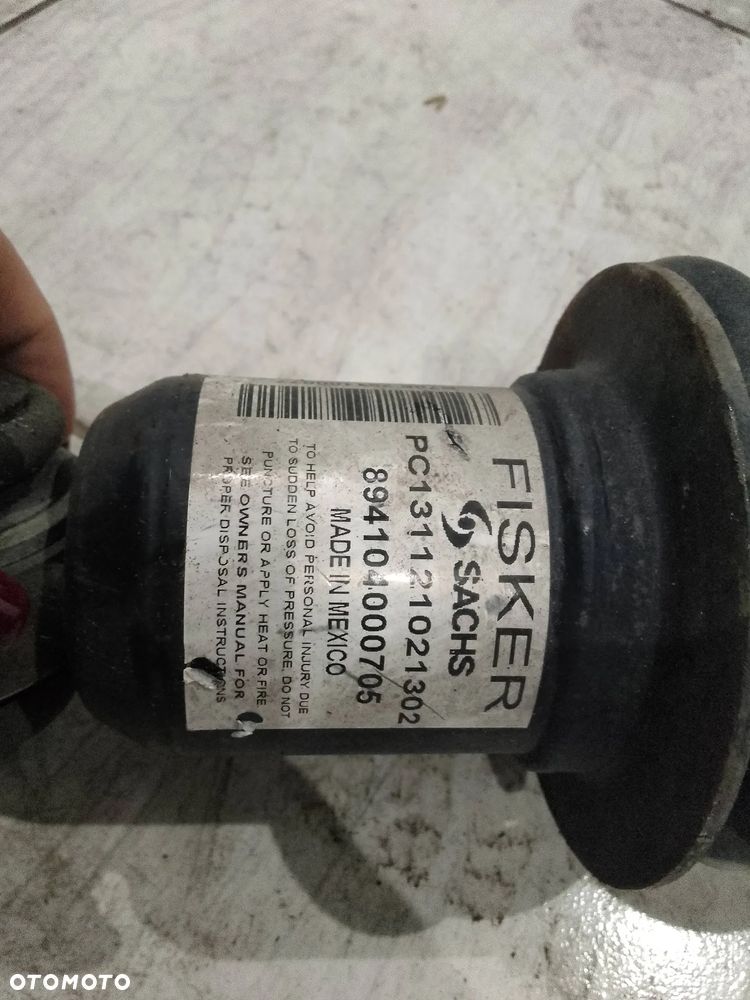 FISKER
SACHS
PC131121021302
894104000705
MADE IN MEXICO
TO HELP AVOID PERSONAL INJURY DUE
TO SUDDEN LOSS OF PRESSURE, DO NOT
PUNCTURE OR APPLY HEAT OR FIRE
SEE OWNERS MANUAL FOR
PROPER DISPOSAL INSTRUCTIONS
OTOMOTO